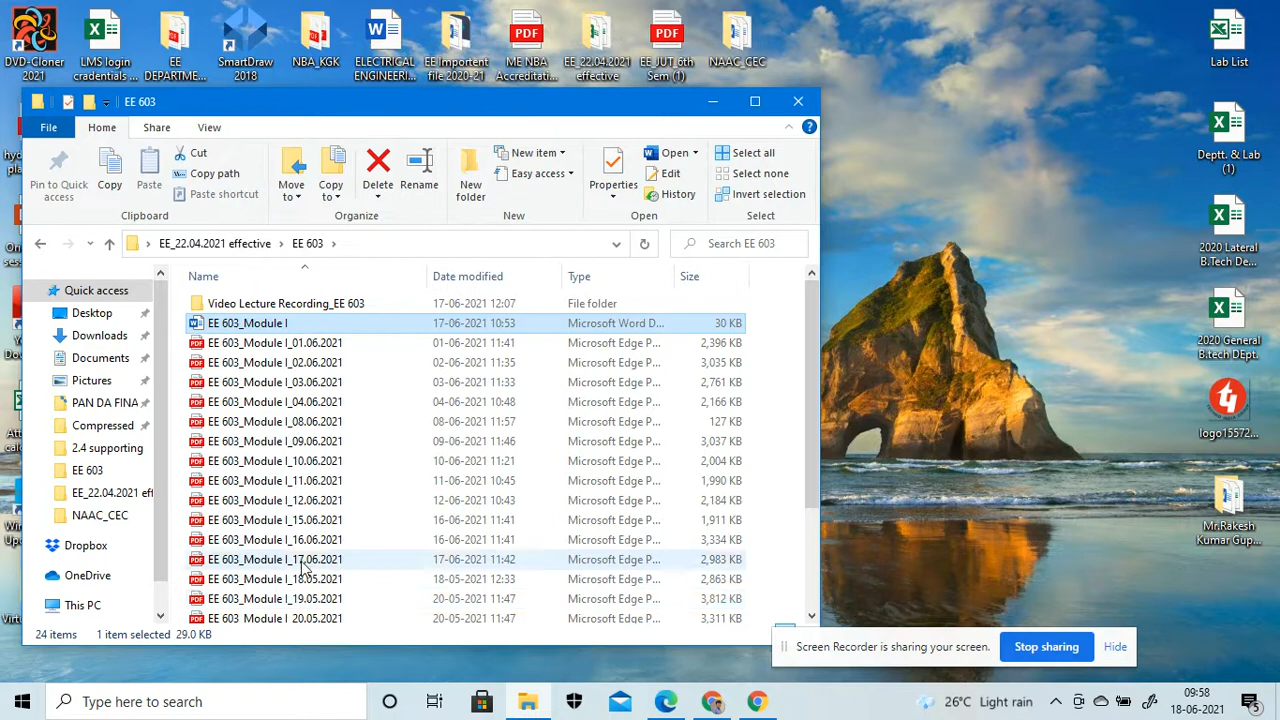 DVD-Cloner
2021
LMS login
credentials ...
EE
DEPARTME...
SmartDraw
2018
NBA_KGK
ELECTRICAL
ENGINEERI...
EE Importent
file 2020-21
ME NBA
Accreditati...
EE_22.04.2021
effective
EE_JUT_6th
Sem (1)
NAAC_CEC
Lab List
EE 603
File
Home
Share
View
Pin to Quick
access
Copy
Paste
Cut
Copy path
Paste shortcut
Clipboard
Move
to
Copy
to
Delete
Rename
Organize
New
folder
New item
Easy access
New
Properties
Open
Edit
History
Open
Select all
Select none
Invert selection
Select
EE_22.04.2021 effective
EE 603
Search EE 603
Name
Date modified
Type
Size
Quick access
Desktop
Downloads
Documents
Pictures
PAN DA FINA
Compressed
2.4 supporting
EE 603
EE_22.04.2021 eff
NAAC_CEC
Dropbox
OneDrive
This PC
Video Lecture Recording_EE 603 17-06-2021 12:07 File folder
EE 603_Module I 17-06-2021 10:53 Microsoft Word D... 30 KB
EE 603_Module I_01.06.2021 01-06-2021 11:41 Microsoft Edge P... 2,396 KB
EE 603_Module I_02.06.2021 02-06-2021 11:35 Microsoft Edge P... 3,035 KB
EE 603_Module I_03.06.2021 03-06-2021 11:33 Microsoft Edge P... 2,761 KB
EE 603_Module I_04.06.2021 04-06-2021 10:48 Microsoft Edge P... 2,166 KB
EE 603_Module I_08.06.2021 08-06-2021 11:57 Microsoft Edge P... 127 KB
EE 603_Module I_09.06.2021 09-06-2021 11:46 Microsoft Edge P... 3,037 KB
EE 603_Module I_10.06.2021 10-06-2021 11:21 Microsoft Edge P... 2,004 KB
EE 603_Module I_11.06.2021 11-06-2021 10:45 Microsoft Edge P... 1,990 KB
EE 603_Module I_12.06.2021 12-06-2021 10:43 Microsoft Edge P... 2,184 KB
EE 603_Module I_15.06.2021 16-06-2021 11:41 Microsoft Edge P... 1,911 KB
EE 603_Module I_16.06.2021 16-06-2021 11:41 Microsoft Edge P... 3,334 KB
EE 603_Module I_17.06.2021 17-06-2021 11:42 Microsoft Edge P... 2,983 KB
EE 603_Module I_18.05.2021 18-05-2021 12:33 Microsoft Edge P... 2,863 KB
EE 603_Module I_19.05.2021 20-05-2021 11:47 Microsoft Edge P... 3,812 KB
EE 603_Module I_20.05.2021 20-05-2021 11:47 Microsoft Edge P... 3,311 KB
24 items 1 item selected 29.0 KB
Deptt. & Lab
(1)
2020 Lateral
B.Tech De...
2020 General
B.tech DEpt.
logo15572...
Mr.Rakesh
Kumar Gup...
Screen Recorder is sharing your screen.
Stop sharing
Hide
Type here to search
26°C Light rain
09:58
18-06-2021
5